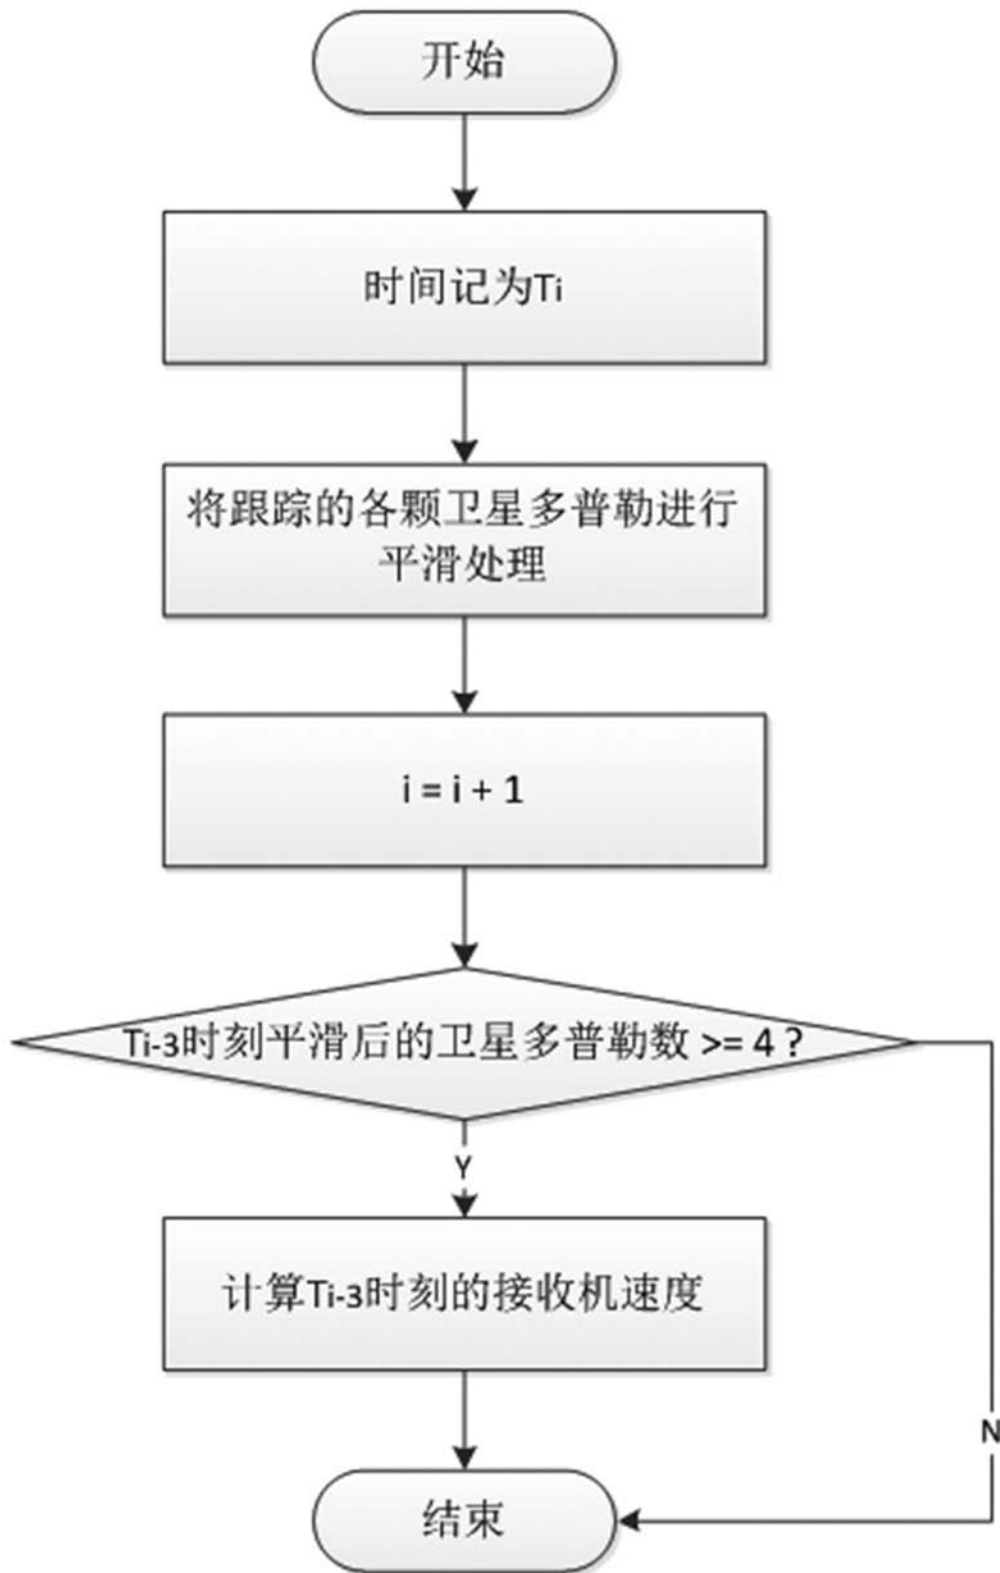 开始
时间记为Ti
将跟踪的各颗卫星多普勒进行
平滑处理
i = i + 1
Ti-3时刻平滑后的卫星多普勒数 >= 4 ?
Y
计算Ti-3时刻的接收机速度
N
结束